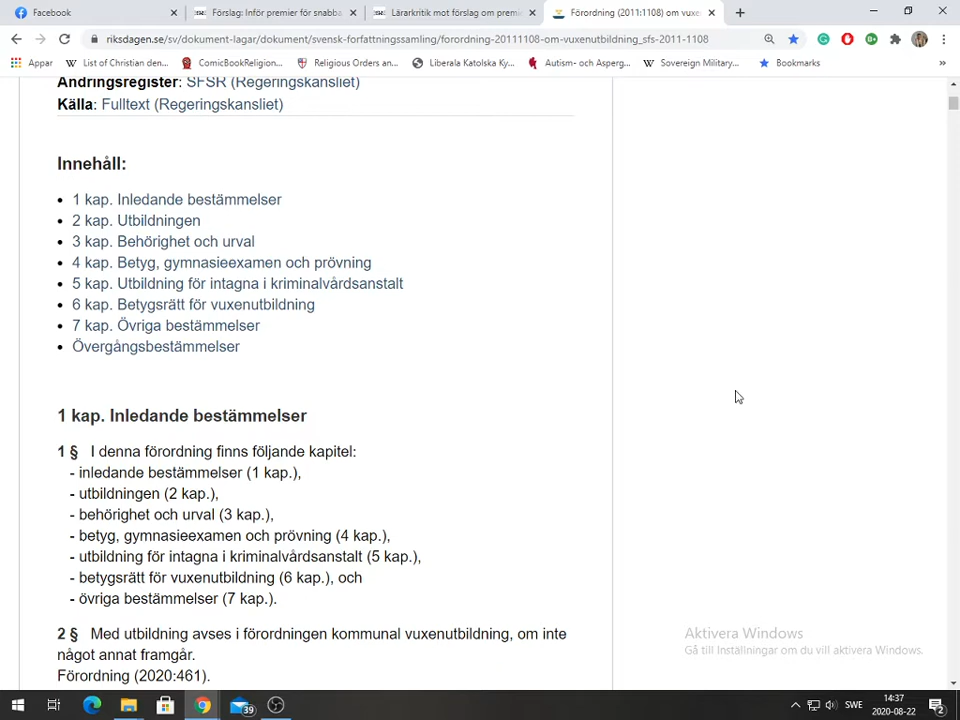 Facebook
Förslag: Inför premier för snabba
Lärarkritik mot förslag om premi
Förordning (2011:1108) om vuxe
riksdagen.se/sv/dokument-lagar/dokument/svensk-forfattningssamling/forordning-20111108-om-vuxenutbildning_sfs-2011-1108
Appar
List of Christian den...
ComicBookReligion...
Religious Orders an...
Liberala Katolska Ky...
Autism- och Asperg...
Sovereign Military...
Bookmarks
»
Ändringsregister: SFSR (Regeringskansliet)
Källa: Fulltext (Regeringskansliet)
Innehåll:
• 1 kap. Inledande bestämmelser
• 2 kap. Utbildningen
• 3 kap. Behörighet och urval
• 4 kap. Betyg, gymnasieexamen och prövning
• 5 kap. Utbildning för intagna i kriminalvårdsanstalt
• 6 kap. Betygsrätt för vuxenutbildning
• 7 kap. Övriga bestämmelser
• Övergångsbestämmelser
1 kap. Inledande bestämmelser
1 § I denna förordning finns följande kapitel:
- inledande bestämmelser (1 kap.),
- utbildningen (2 kap.),
- behörighet och urval (3 kap.),
- betyg, gymnasieexamen och prövning (4 kap.),
- utbildning för intagna i kriminalvårdsanstalt (5 kap.),
- betygsrätt för vuxenutbildning (6 kap.), och
- övriga bestämmelser (7 kap.).
2 § Med utbildning avses i förordningen kommunal vuxenutbildning, om inte
något annat framgår.
Förordning (2020:461).
Aktivera Windows
Gå till Inställningar om du vill aktivera Windows.
39
SWE
14:37
2020-08-22
2